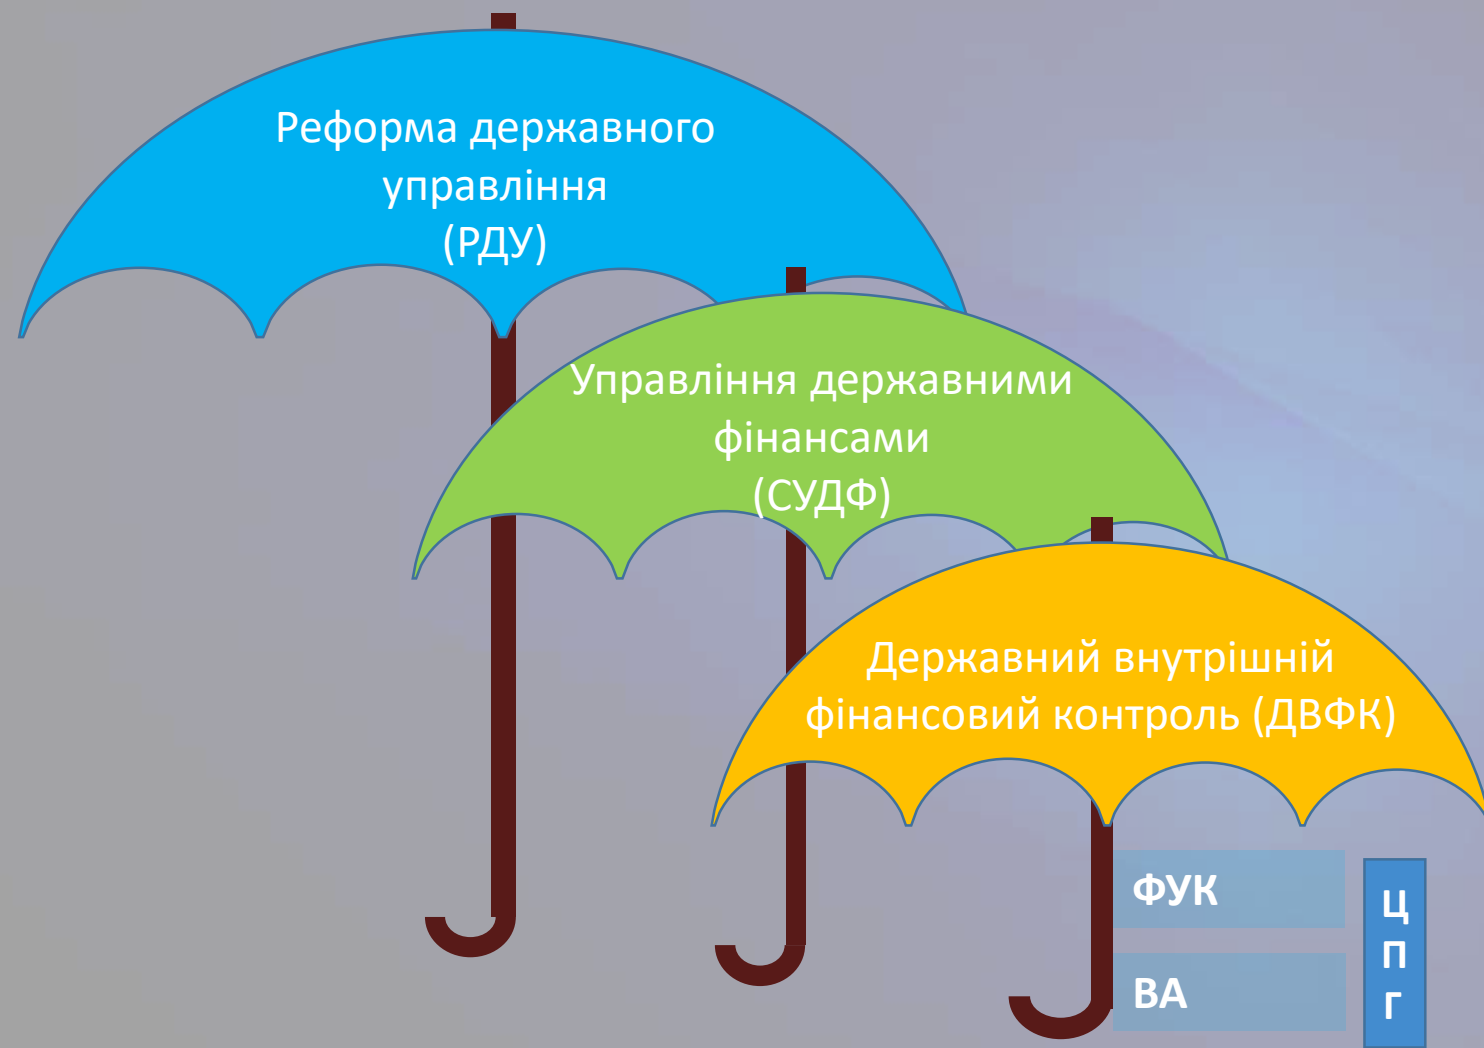 Реформа державного
управління
(РДУ)
Управління державними
фінансами
(СУДФ)
Державний внутрішній
фінансовий контроль (ДВФК)
ФУК
ВА
Ц
П
Г